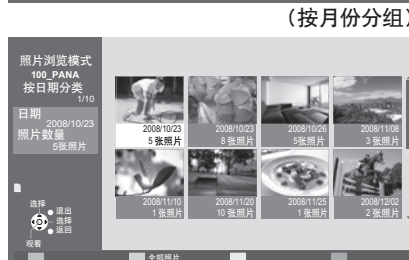 （按月份分组）
照片浏览模式
100_PANA
按日期分类
1/10
日期
2008/10/23
照片数量
5张照片
选择
退出
选择
返回
观看
2008/10/23 2008/10/23 2008/10/26 2008/11/08
5 张照片 8 张照片 5张照片 3 张照片
2008/11/10 2008/11/20 2008/11/25 2008/12/02
1 张照片 10 张照片 1 张照片 2 张照片
全部照片